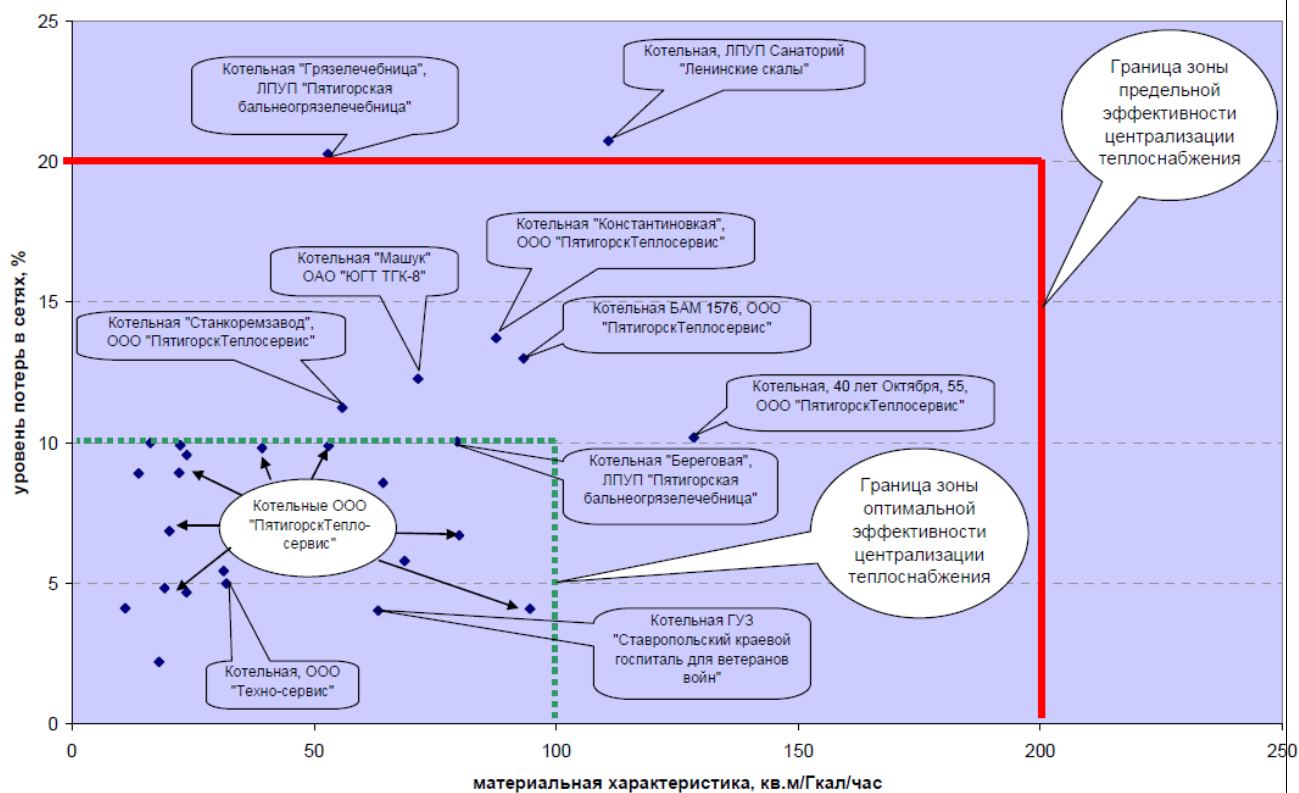 25
20
15
10
5
0
0
50
100
150
200
250
уровень потерь в сетях, %
материальная характеристика, кв.м/Гкал/час
Котельная "Грязелечебница",
ЛПУП "Пятигорская
бальнеогрязелечебница"
Котельная, ЛПУП Санаторий
"Ленинские скалы"
Граница зоны
предельной
эффективности
централизации
теплоснабжения
Котельная "Константиновкая",
ООО "ПятигорскТеплосервис"
Котельная "Машук"
ОАО "ЮГТ ТГК-8"
Котельная БАМ 1576, ООО
"ПятигорскТеплосервис"
Котельная "Станкоремзавод",
ООО "ПятигорскТеплосервис"
Котельная, 40 лет Октября, 55,
ООО "ПятигорскТеплосервис"
Котельная "Береговая",
ЛПУП "Пятигорская
бальнеогрязелечебница"
Котельные ООО
"ПятигорскТепло-
сервис"
Граница зоны
оптимальной
эффективности
централизации
теплоснабжения
Котельная ГУЗ
"Ставропольский краевой
госпиталь для ветеранов
войн"
Котельная, ООО
"Техно-сервис"